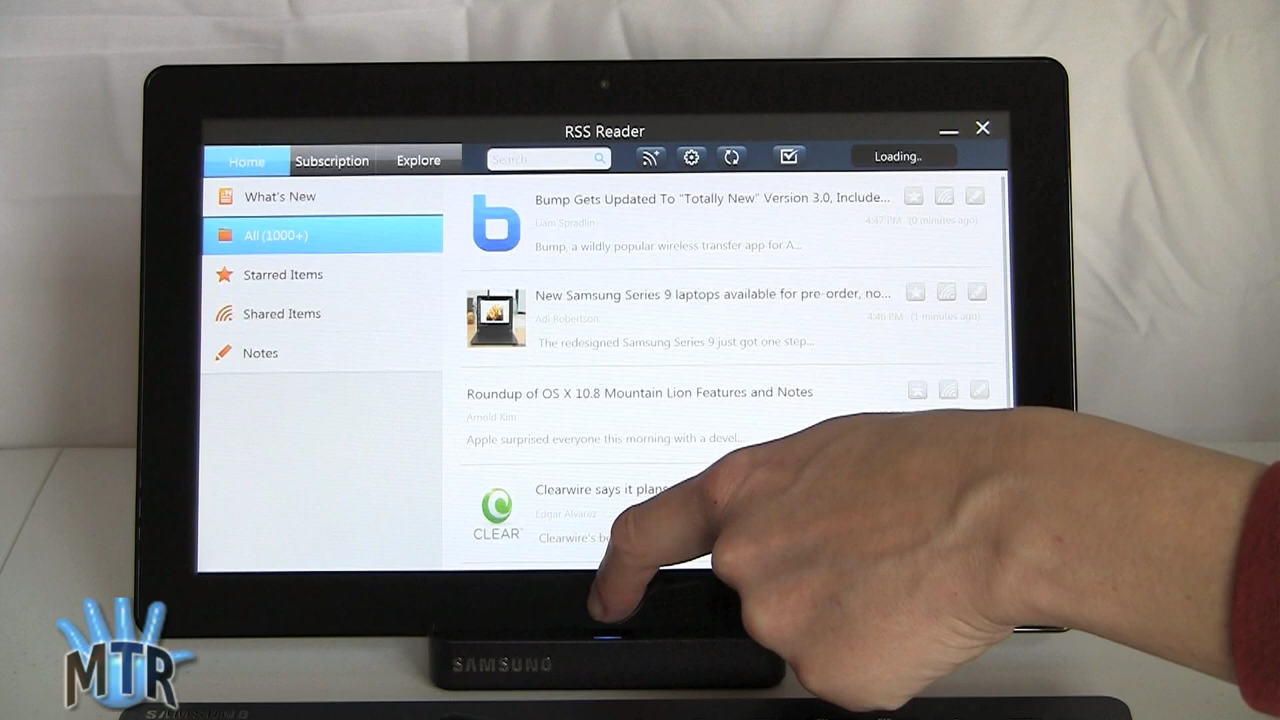 RSS Reader
Home
Subscription
Explore
Search
Loading..
What's New
All (1000+)
Starred Items
Shared Items
Notes
Bump Gets Updated To "Totally New" Version 3.0, Include...
Liam Spradlin
4:47 PM (0 minutes ago)
Bump, a wildly popular wireless transfer app for A...
New Samsung Series 9 laptops available for pre-order, no...
Adi Robertson
4:46 PM (1 minutes ago)
The redesigned Samsung Series 9 just got one step...
Roundup of OS X 10.8 Mountain Lion Features and Notes
Arnold Kim
Apple surprised everyone this morning with a devel...
Clearwire says it plans
Edgar Alvarez
Clearwire's be
CLEAR
SAMSUNG
MTR
SAMSUNG